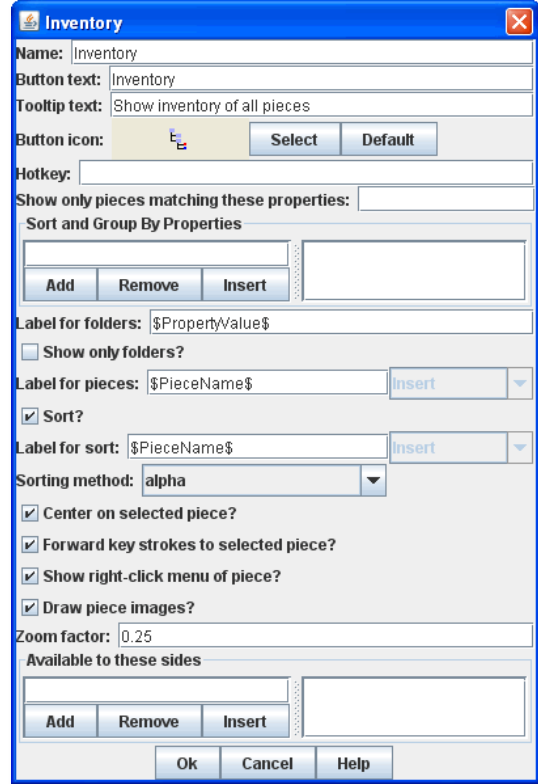 Inventory
Name: Inventory
Button text: Inventory
Tooltip text: Show inventory of all pieces
Button icon: Select Default
Hotkey:
Show only pieces matching these properties:
Sort and Group By Properties
Add Remove Insert
Label for folders: $PropertyValue$
Show only folders?
Label for pieces: $PieceName$ Insert
Sort?
Label for sort: $PieceName$ Insert
Sorting method: alpha
Center on selected piece?
Forward key strokes to selected piece?
Show right-click menu of piece?
Draw piece images?
Zoom factor: 0.25
Available to these sides
Add Remove Insert
Ok Cancel Help